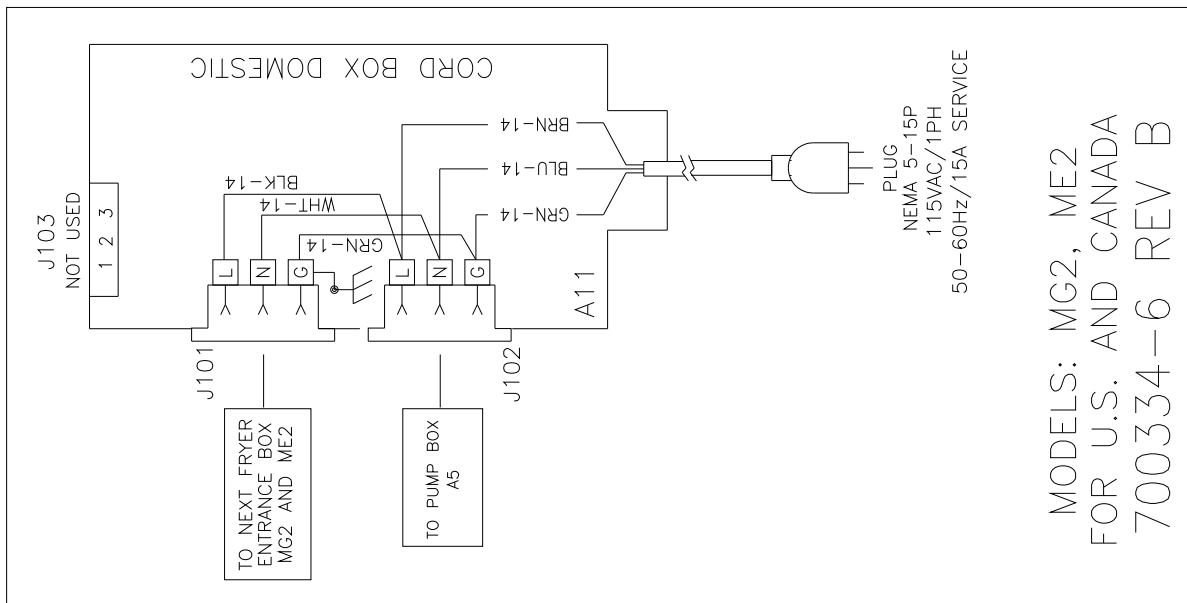 CORD BOX DOMESTIC
J103
NOT USED
1 2 3
BLK-14
WHT-14
GRN-14
BRN-14
BLU-14
GRN-14
L
N
G
L
N
G
A11
J101
J102
TO NEXT FRYER
ENTRANCE BOX
MG2 AND ME2
TO PUMP BOX
A5
PLUG
NEMA 5-15P
115VAC/1PH
50-60Hz/15A SERVICE
MODELS: MG2, ME2
FOR U.S. AND CANADA
700334-6 REV B